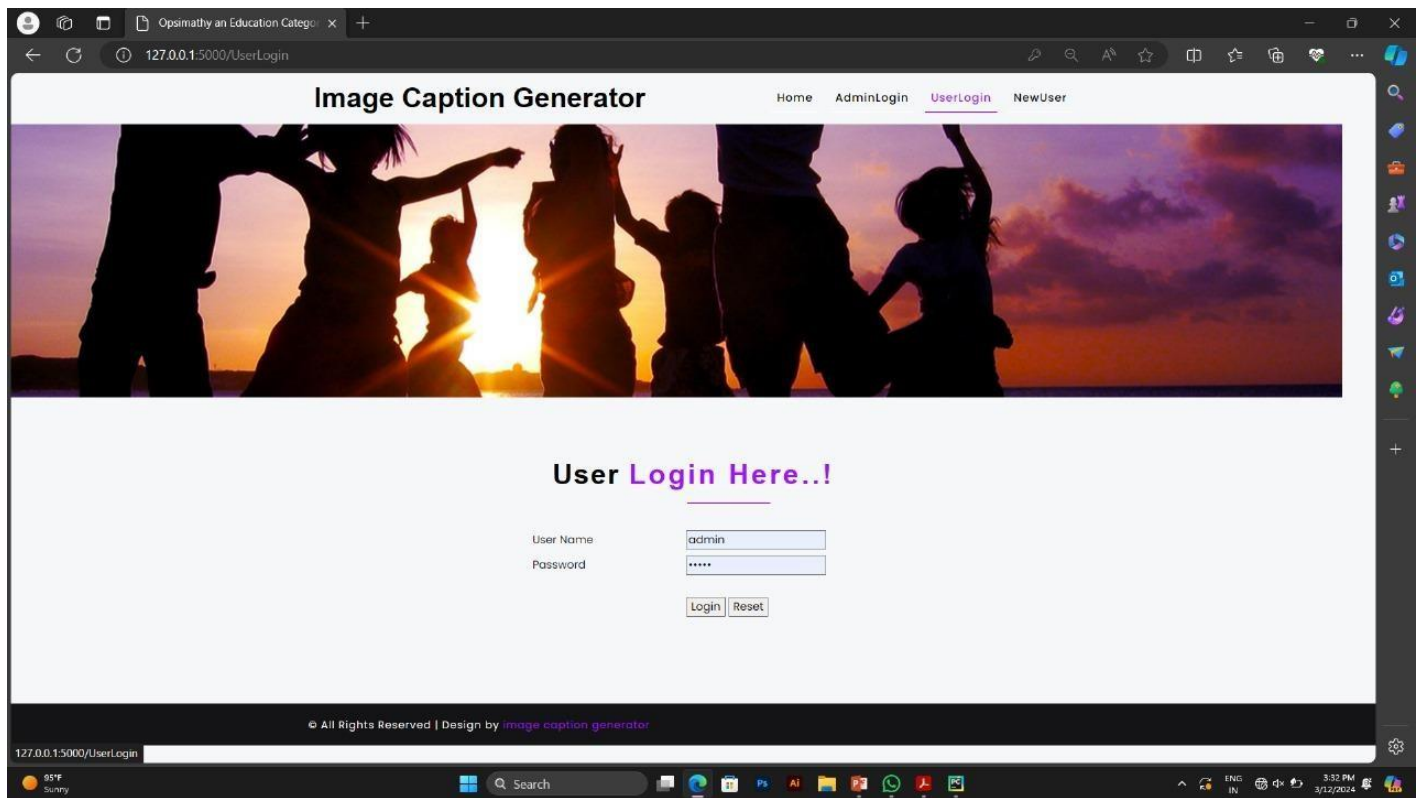 Opsimathy an Education Categor
127.0.0.1:5000/UserLogin
Image Caption Generator
Home AdminLogin UserLogin NewUser
User Login Here..!
User Name admin
Password •••••
Login Reset
© All Rights Reserved | Design by image caption generator
127.0.0.1:5000/UserLogin
95°F
Sunny
Search
Ps
Ai
ENG
IN
3:32 PM
3/12/2024